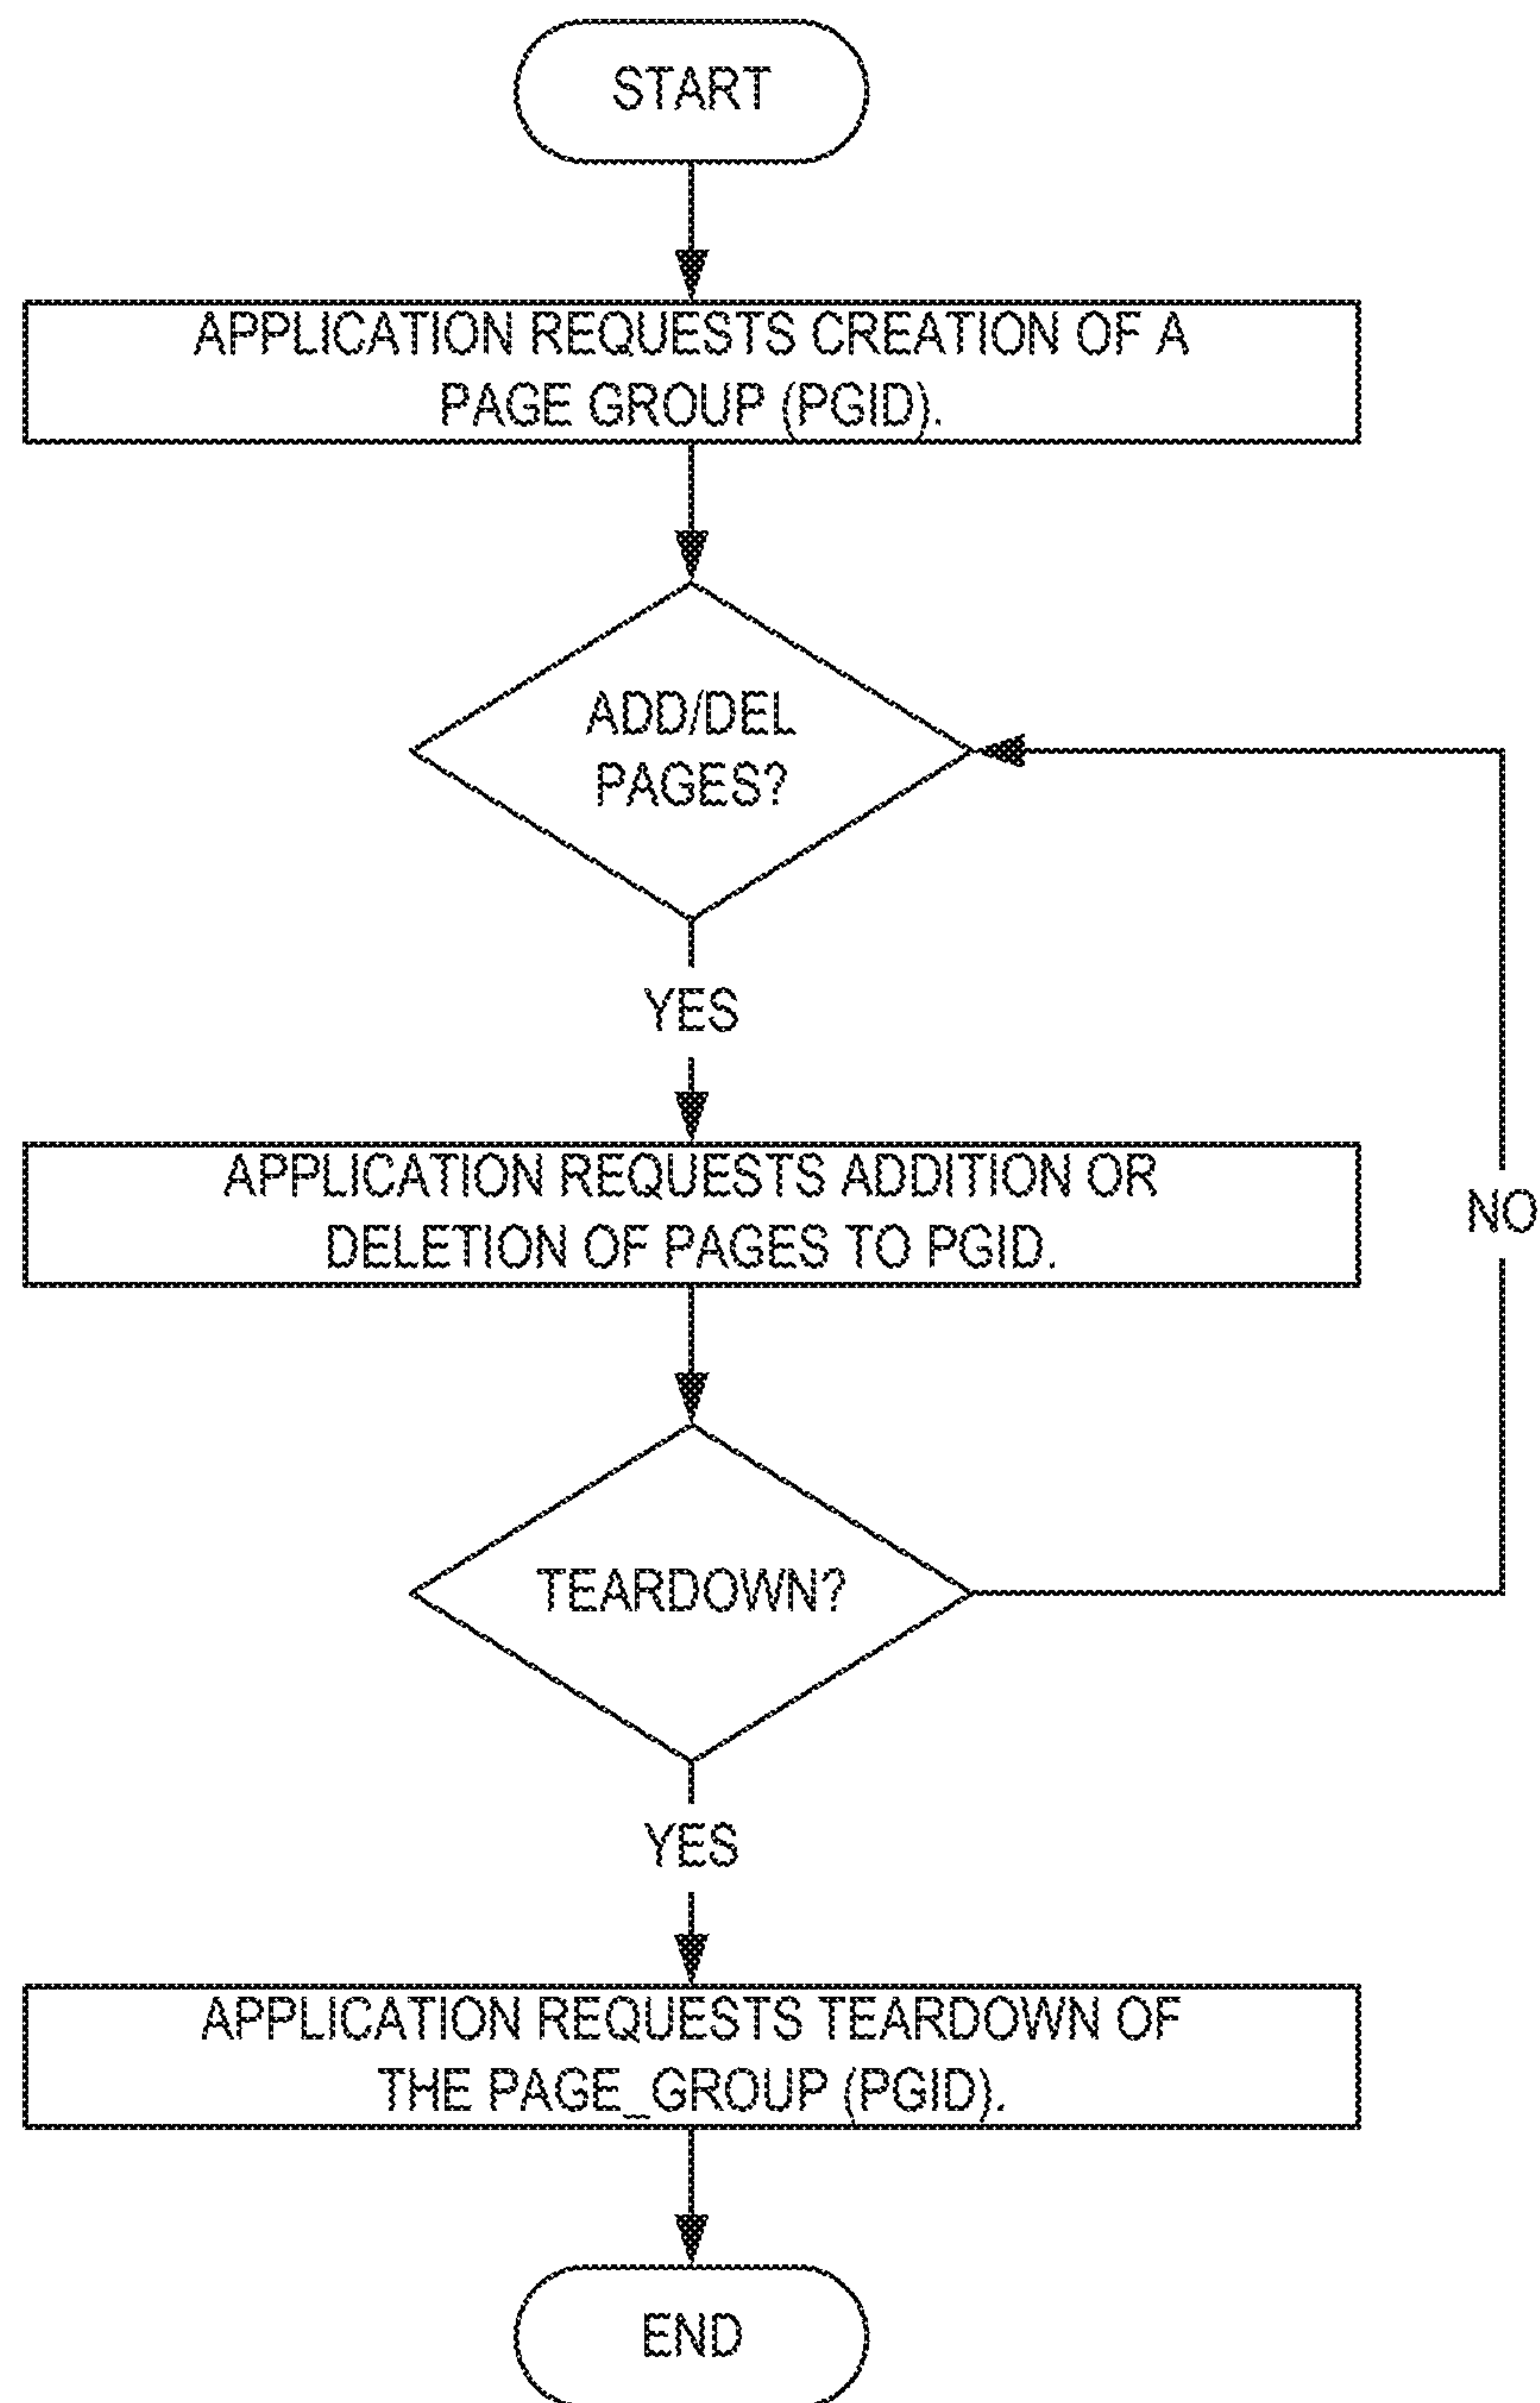 START
APPLICATION REQUESTS CREATION OF A
PAGE GROUP (PGID).
ADD/DEL
PAGES?
YES
APPLICATION REQUESTS ADDITION OR
DELETION OF PAGES TO PGID.
NO
TEARDOWN?
YES
APPLICATION REQUESTS TEARDOWN OF
THE PAGE_GROUP (PGID).
END